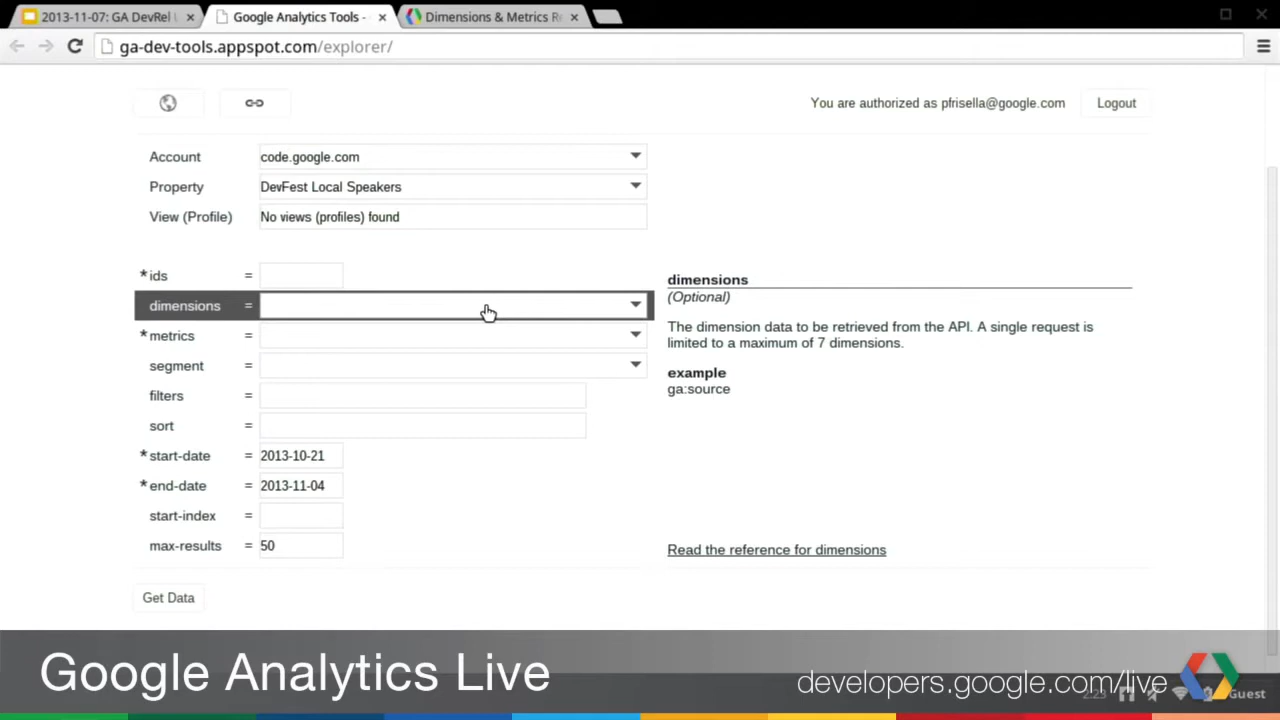 2013-11-07: GA DevRel
Google Analytics Tools -
Dimensions & Metrics R
ga-dev-tools.appspot.com/explorer/
You are authorized as pfrisella@google.com
Logout
Account
code.google.com
Property
DevFest Local Speakers
View (Profile)
No views (profiles) found
*ids =
dimensions =
*metrics =
segment =
filters =
sort =
*start-date = 2013-10-21
*end-date = 2013-11-04
start-index =
max-results = 50
Get Data
dimensions
(Optional)
The dimension data to be retrieved from the API. A single request is
limited to a maximum of 7 dimensions.
example
ga:source
Read the reference for dimensions
Google Analytics Live
developers.google.com/live
2:23
Guest